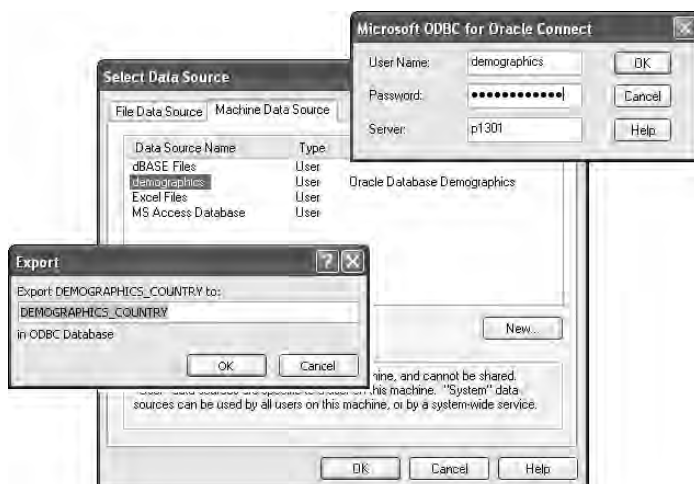 Microsoft ODBC for Oracle Connect
User Name: demographics OK
Password: ●●●●●●●●●●●● Cancel
Server: p1301 Help
Select Data Source
File Data Source Machine Data Source
Data Source Name Type
dBASE Files User
demographics User Oracle Database Demographics
Excel Files User
MS Access Database User
New...
Export
Export DEMOGRAPHICS_COUNTRY to:
DEMOGRAPHICS_COUNTRY
in ODBC Database
OK Cancel
and cannot be shared.
this machine. "System" data
sources can be used by all users on this machine, or by a system-wide service.
OK Cancel Help